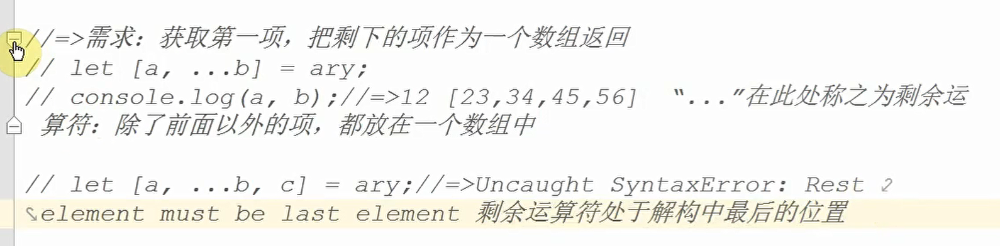 //=>需求：获取第一项，把剩下的项作为一个数组返回
// let [a, ...b] = ary;
// console.log(a, b);//=>12 [23,34,45,56]  “...”在此处称之为剩余运
算符：除了前面以外的项，都放在一个数组中
// let [a, ...b, c] = ary;//=>Uncaught SyntaxError: Rest
element must be last element 剩余运算符处于解构中最后的位置